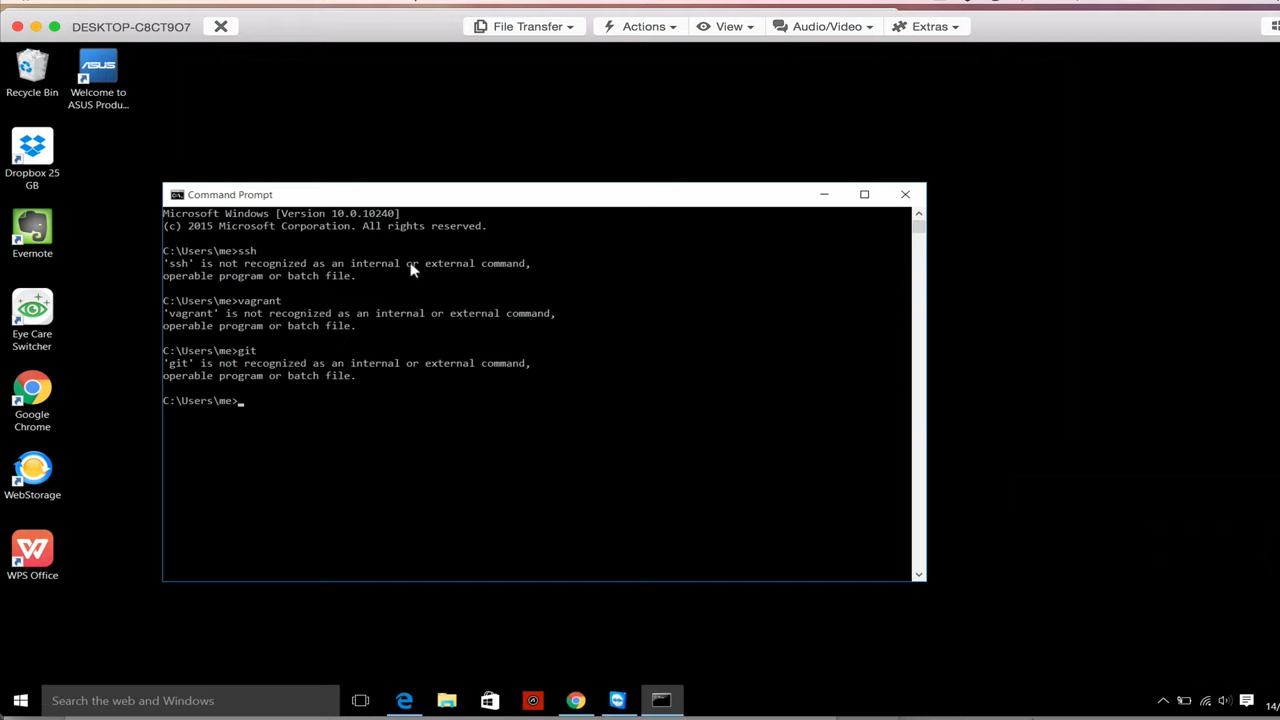 DESKTOP-C8CT9O7
File Transfer
Actions
View
Audio/Video
Extras
Recycle Bin
ASUS
Welcome to
ASUS Produ...
Dropbox 25
GB
Evernote
Eye Care
Switcher
Google
Chrome
WebStorage
WPS Office
Command Prompt
Microsoft Windows [Version 10.0.10240]
(c) 2015 Microsoft Corporation. All rights reserved.
C:\Users\me>ssh
'ssh' is not recognized as an internal or external command,
operable program or batch file.
C:\Users\me>vagrant
'vagrant' is not recognized as an internal or external command,
operable program or batch file.
C:\Users\me>git
'git' is not recognized as an internal or external command,
operable program or batch file.
C:\Users\me>
Search the web and Windows
14/